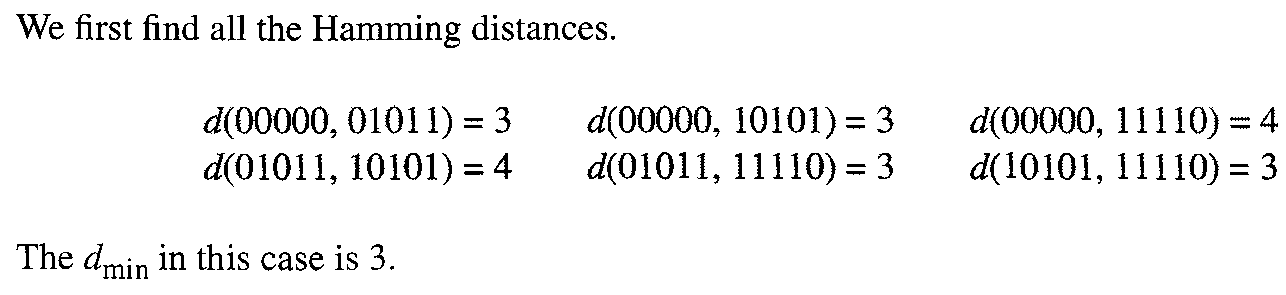 We first find all the Hamming distances.
d(00000, 01011) = 3 d(00000, 10101) = 3 d(00000, 11110) = 4
d(01011, 10101) = 4 d(01011, 11110) = 3 d(10101, 11110) = 3
The dmin in this case is 3.